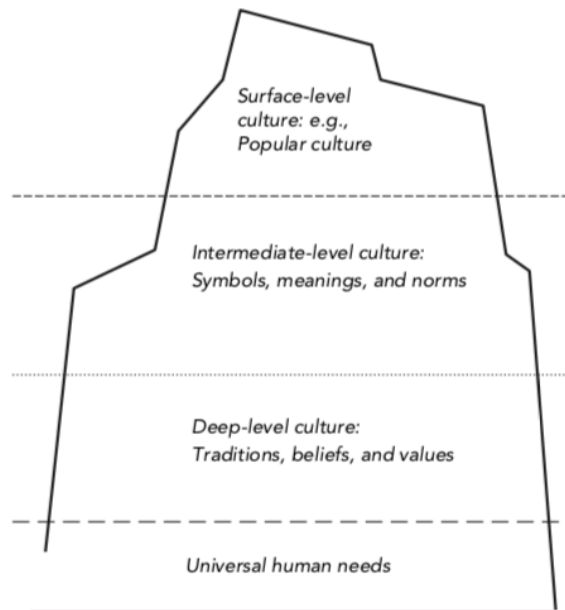 Surface-level
culture: e.g.,
Popular culture
Intermediate-level culture:
Symbols, meanings, and norms
Deep-level culture:
Traditions, beliefs, and values
Universal human needs